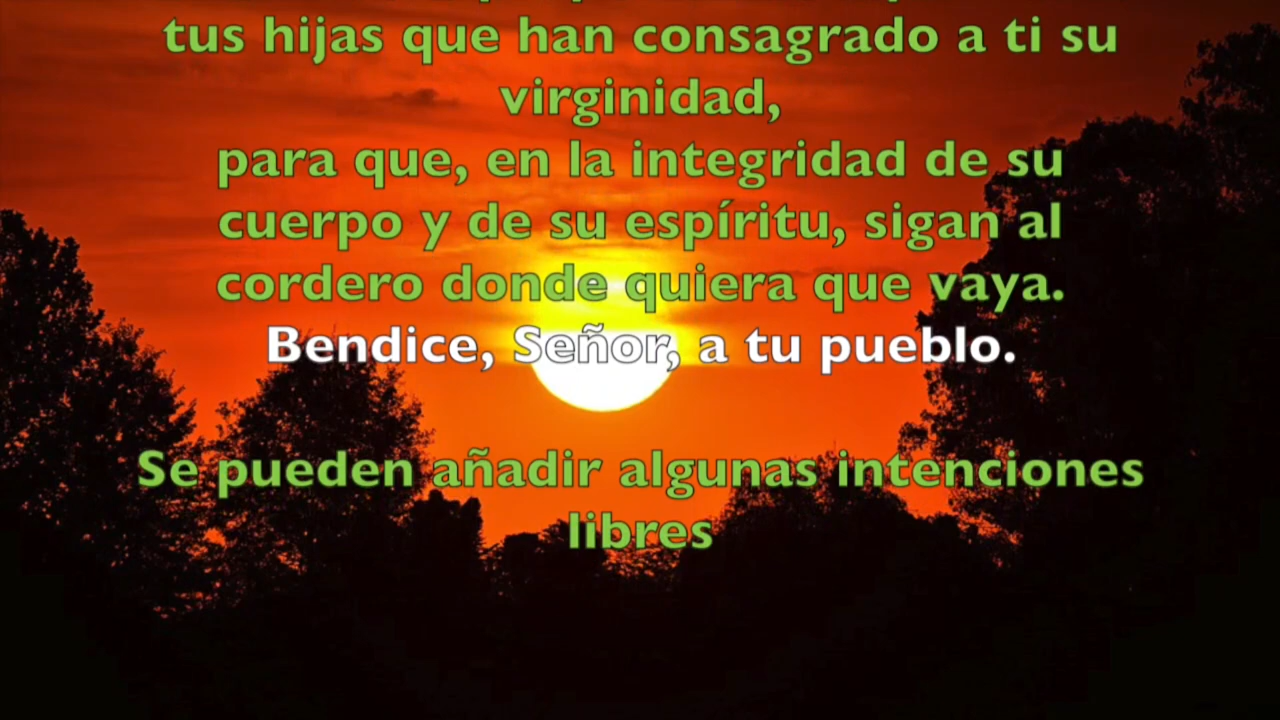 tus hijas que han consagrado a ti su
virginidad,
para que, en la integridad de su
cuerpo y de su espíritu, sigan al
cordero donde quiera que vaya.
Bendice, Señor, a tu pueblo.
Se pueden añadir algunas intenciones
libres